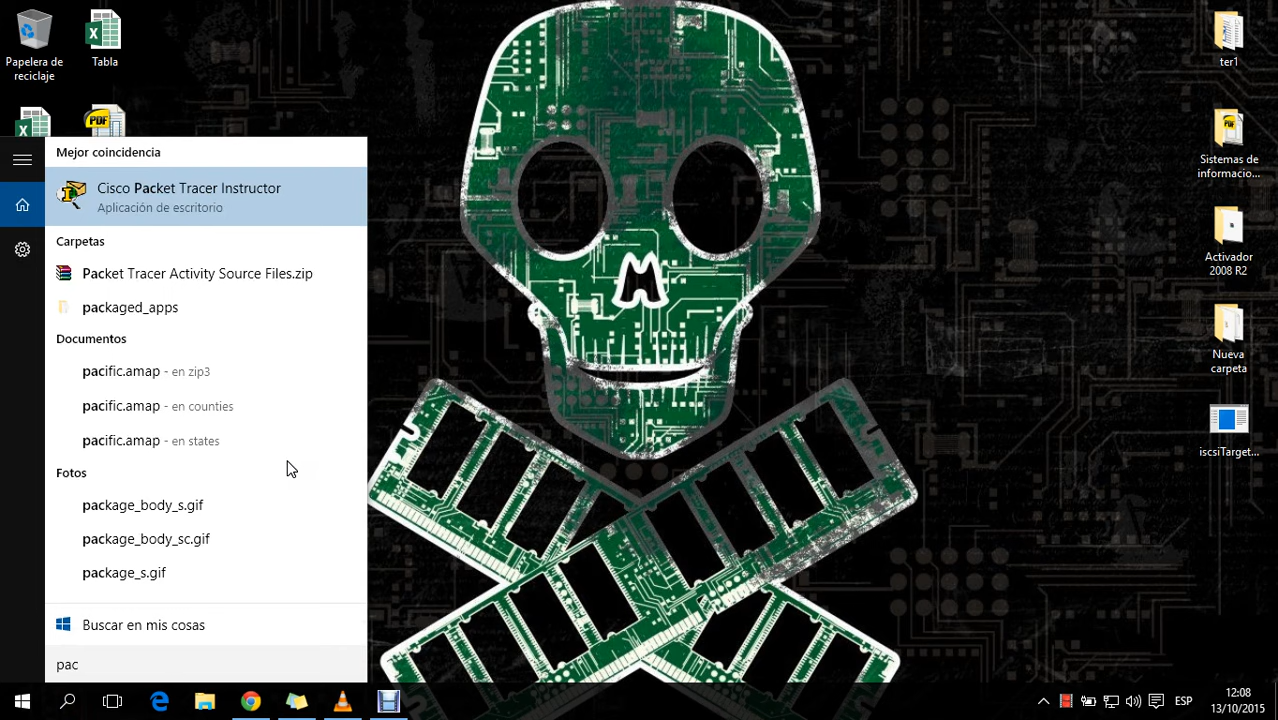 Papelera de
reciclaje
Tabla
PDF
Mejor coincidencia
Cisco Packet Tracer Instructor
Aplicación de escritorio
Carpetas
Packet Tracer Activity Source Files.zip
packaged_apps
Documentos
pacific.amap - en zip3
pacific.amap - en counties
pacific.amap - en states
Fotos
package_body_s.gif
package_body_sc.gif
package_s.gif
Buscar en mis cosas
pac
ter1
PDF
Sistemas de
informacio...
Activador
2008 R2
Nueva
carpeta
iscsiTarget...
ESP
12:08
13/10/2015